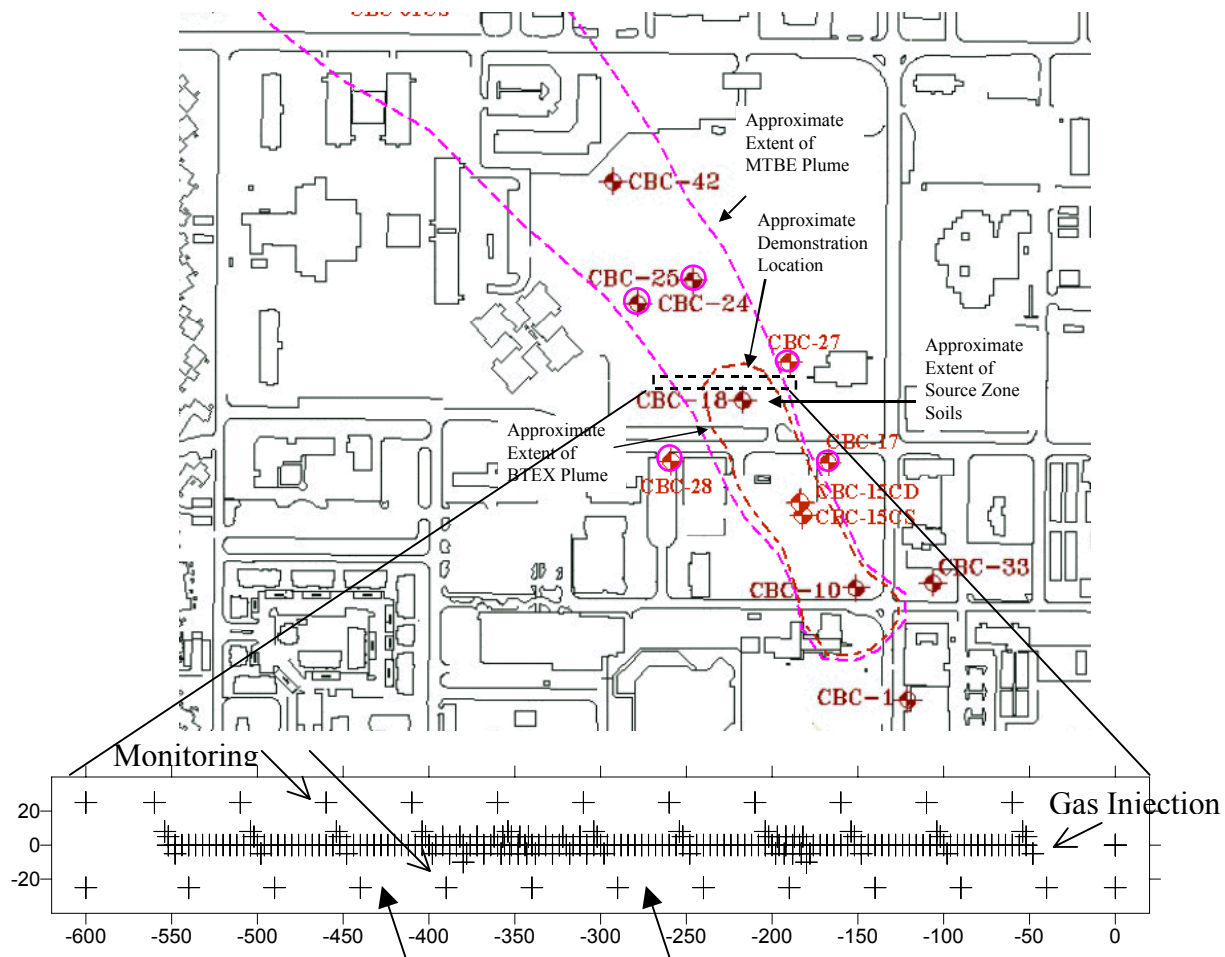 Approximate
Extent of
MTBE Plume
CBC-42
Approximate
Demonstration
Location
CBC-25
CBC-24
CBC-27
Approximate
Extent of
Source Zone
Soils
CBC-18
Approximate
Extent of
BTEX Plume
CBC-17
CBC-28
CBC-15CD
CBC-15CS
CBC-10
CBC-33
CBC-1
Monitoring
Gas Injection
20
0
-20
-600 -550 -500 -450 -400 -350 -300 -250 -200 -150 -100 -50 0